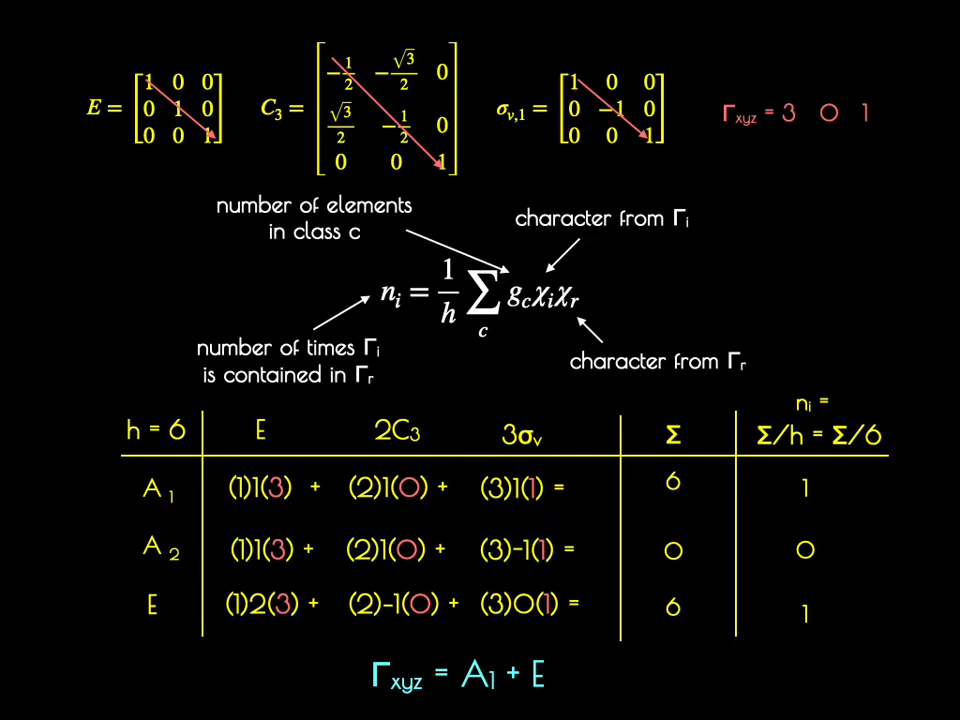 E = [1 0 0
0 1 0
0 0 1]
C₃ = [-1/2 -√3/2 0
√3/2 -1/2 0
0 0 1]
σᵥ,₁ = [1 0 0
0 -1 0
0 0 1]
Γxyz = 3 0 1
number of elements
in class c
character from Γi
nᵢ = 1/h ∑c gcχᵢχᵣ
number of times Γi
is contained in Γr
character from Γr
h = 6 E 2C₃ 3σv Σ nᵢ = Σ/h = Σ/6
A₁ (1)1(3) + (2)1(0) + (3)1(1) = 6 1
A₂ (1)1(3) + (2)1(0) + (3)-1(1) = 0 0
E (1)2(3) + (2)-1(0) + (3)0(1) = 6 1
Γxyz = A₁ + E